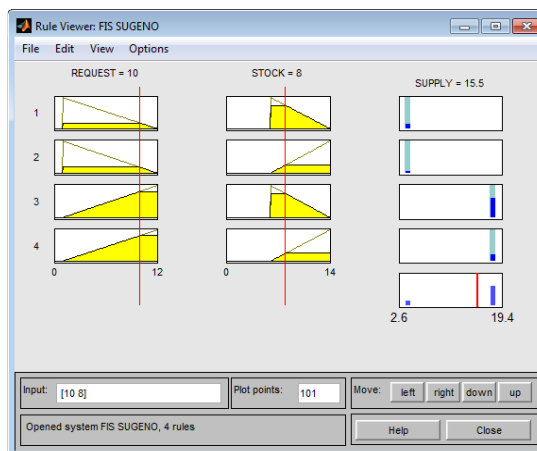 Rule Viewer: FIS SUGENO
File Edit View Options
REQUEST = 10 STOCK = 8 SUPPLY = 15.5
1
2
3
4
0 12 0 14
2.6 19.4
Input: [10 8] Plot points: 101 Move: left right down up
Opened system FIS SUGENO, 4 rules Help Close